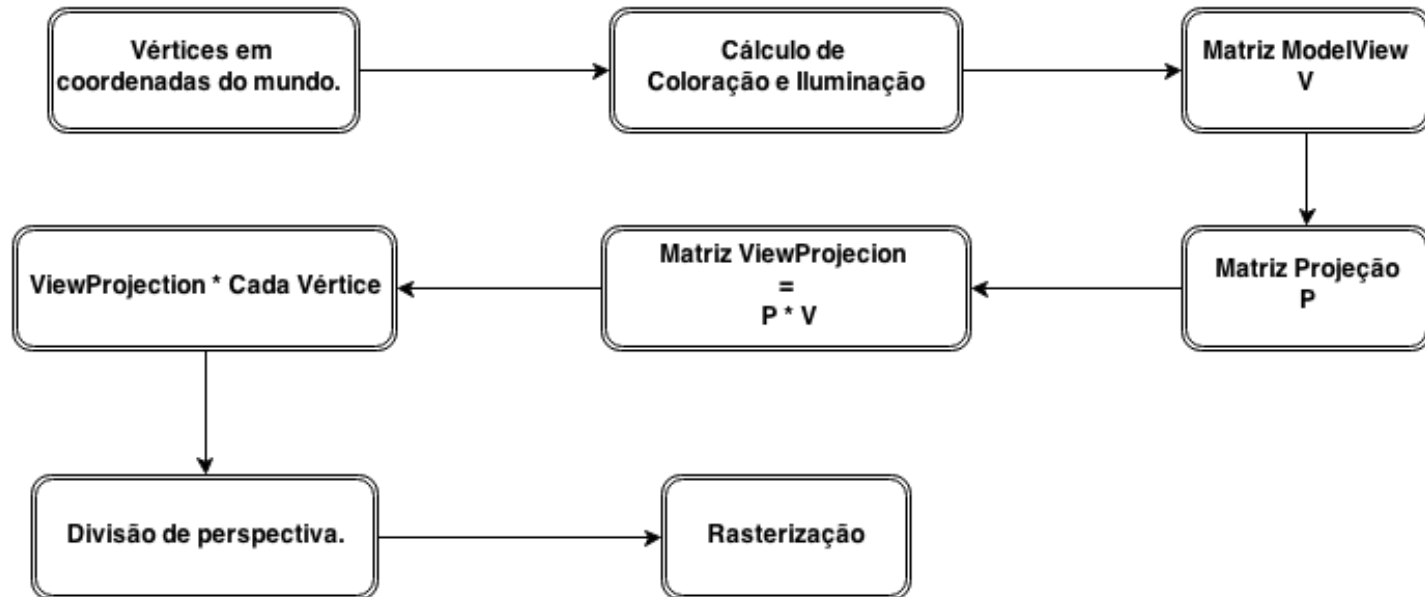 Vértices em
coordenadas do mundo.
Cálculo de
Coloração e Iluminação
Matriz ModelView
V
Matriz Projeção
P
Matriz ViewProjecion
=
P * V
ViewProjection * Cada Vértice
Divisão de perspectiva.
Rasterização